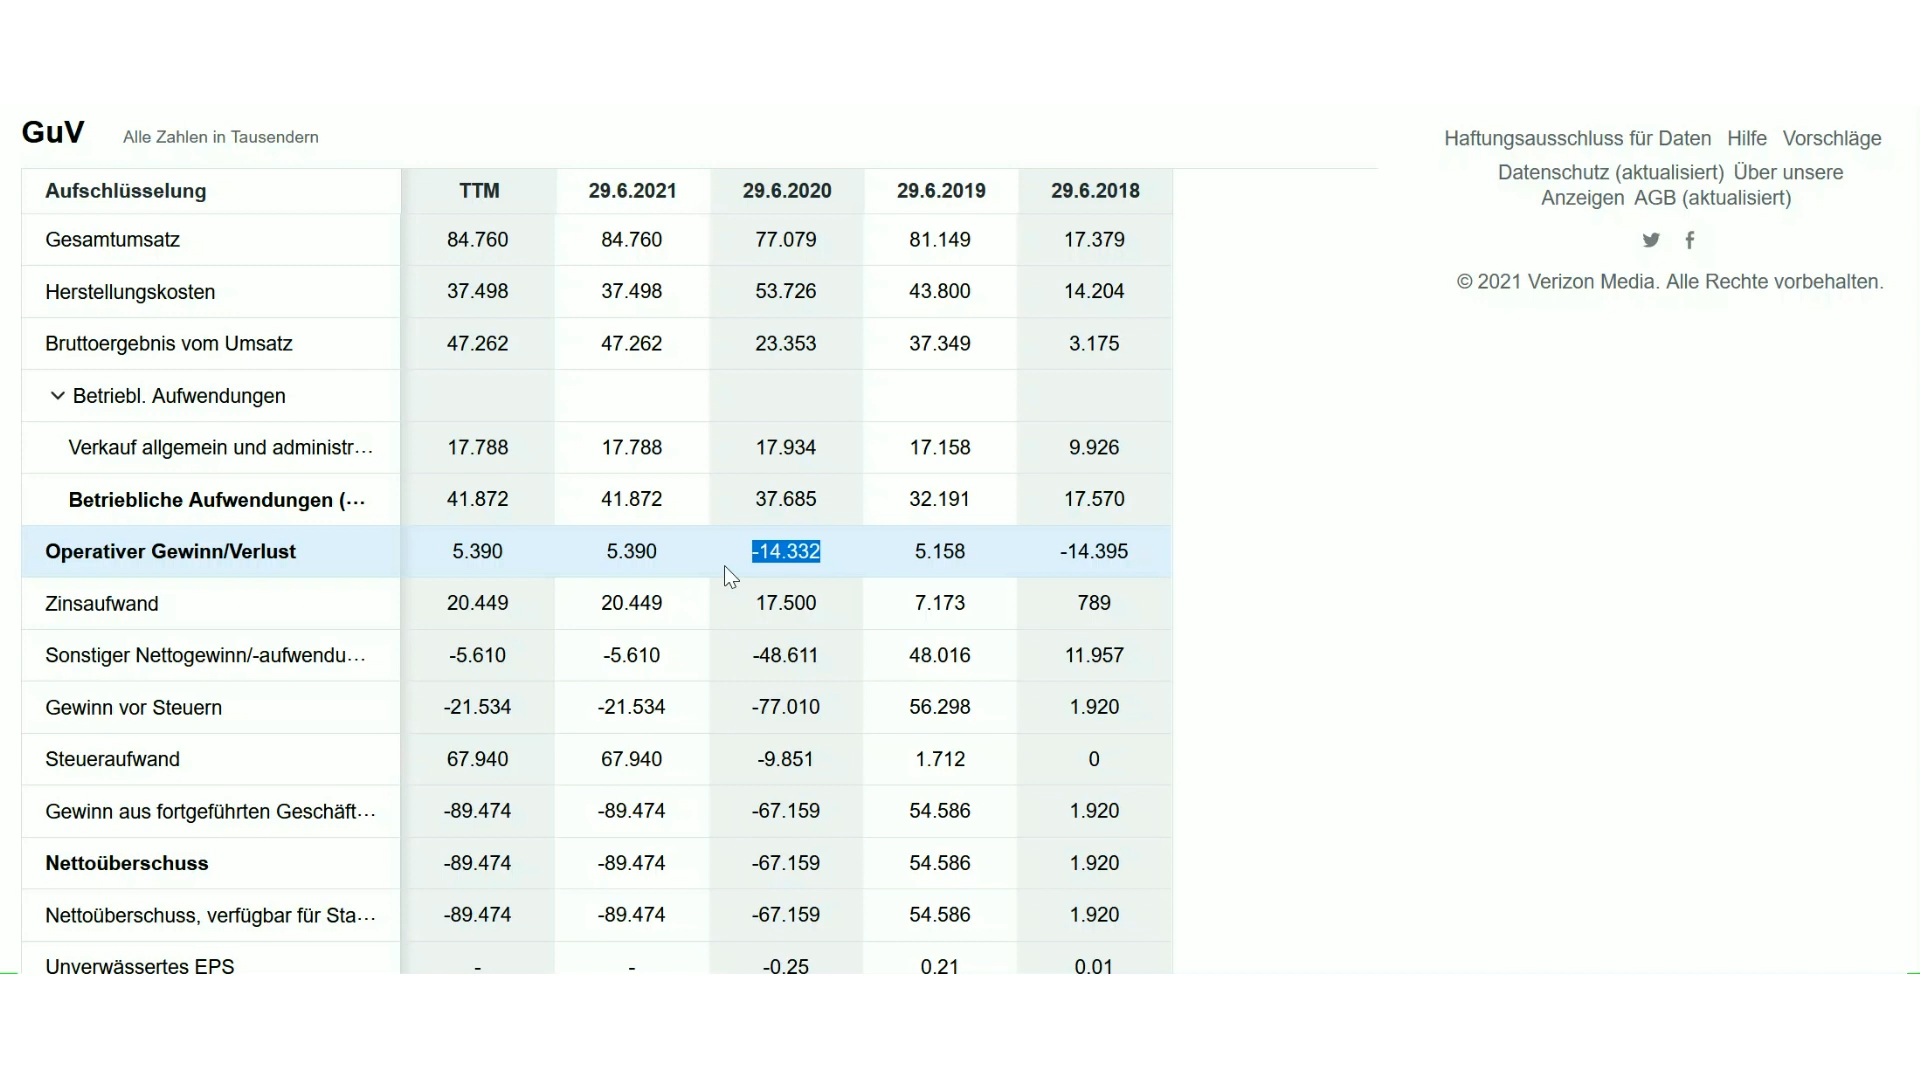 GuV Alle Zahlen in Tausendern
Aufschlüsselung TTM 29.6.2021 29.6.2020 29.6.2019 29.6.2018
Gesamtumsatz 84.760 84.760 77.079 81.149 17.379
Herstellungskosten 37.498 37.498 53.726 43.800 14.204
Bruttoergebnis vom Umsatz 47.262 47.262 23.353 37.349 3.175
Betriebl. Aufwendungen
Verkauf allgemein und administr... 17.788 17.788 17.934 17.158 9.926
Betriebliche Aufwendungen (... 41.872 41.872 37.685 32.191 17.570
Operativer Gewinn/Verlust 5.390 5.390 -14.332 5.158 -14.395
Zinsaufwand 20.449 20.449 17.500 7.173 789
Sonstiger Nettogewinn/-aufwendu... -5.610 -5.610 -48.611 48.016 11.957
Gewinn vor Steuern -21.534 -21.534 -77.010 56.298 1.920
Steueraufwand 67.940 67.940 -9.851 1.712 0
Gewinn aus fortgeführten Geschäft... -89.474 -89.474 -67.159 54.586 1.920
Nettoüberschuss -89.474 -89.474 -67.159 54.586 1.920
Nettoüberschuss, verfügbar für Sta... -89.474 -89.474 -67.159 54.586 1.920
Unverwässertes EPS - - -0.25 0.21 0.01
Haftungsausschluss für Daten Hilfe Vorschläge
Datenschutz (aktualisiert) Über unsere
Anzeigen AGB (aktualisiert)
© 2021 Verizon Media. Alle Rechte vorbehalten.